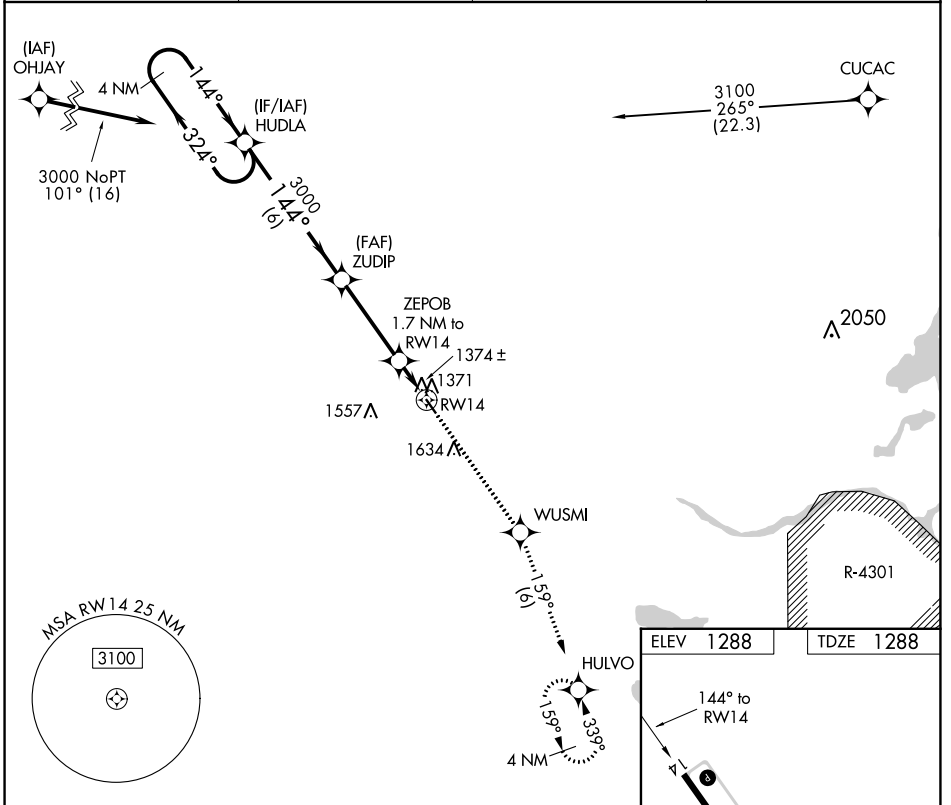 (IAF)
OHJAY
4 NM
144°
324°
(IF/IAF)
HUDLA
3000 NoPT
101° (16)
CUCAC
3100
265°
(22.3)
3000
144°
(6)
(FAF)
ZUDIP
ZEPOB
1.7 NM to
RW14
1374 ±
1371
RW14
1557
1634
2050
WUSMI
159°
(6)
R-4301
MSA RW14 25 NM
3100
HULVO
159°
339°
4 NM
ELEV 1288
TDZE 1288
144° to
RW14
14
P